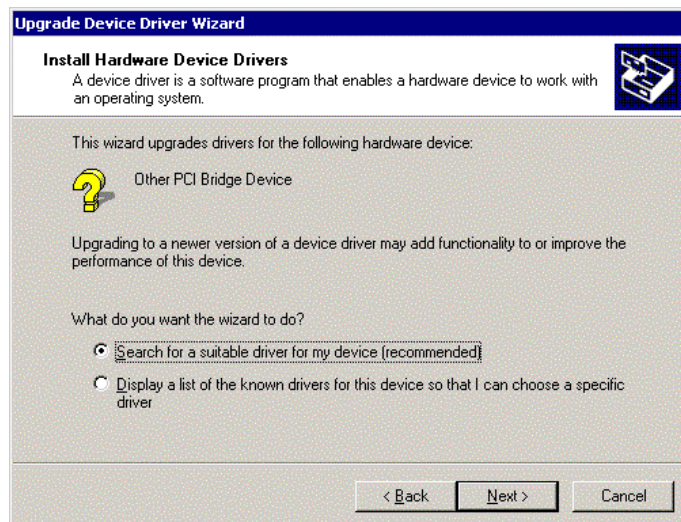 Upgrade Device Driver Wizard
Install Hardware Device Drivers
A device driver is a software program that enables a hardware device to work with
an operating system.
This wizard upgrades drivers for the following hardware device:
Other PCI Bridge Device
Upgrading to a newer version of a device driver may add functionality to or improve the
performance of this device.
What do you want the wizard to do?
Search for a suitable driver for my device (recommended)
Display a list of the known drivers for this device so that I can choose a specific
driver
< Back Next > Cancel